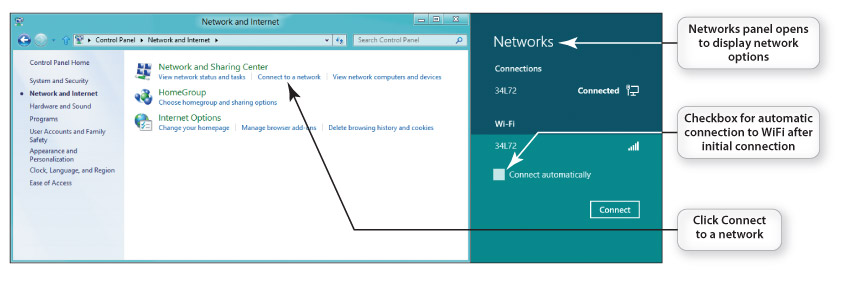 Network and Internet
Control Panel ▸ Network and Internet ▸
Search Control Panel
Control Panel Home
System and Security
Network and Internet
Hardware and Sound
Programs
User Accounts and Family
Safety
Appearance and
Personalization
Clock, Language, and Region
Ease of Access
Network and Sharing Center
View network status and tasks | Connect to a network | View network computers and devices
HomeGroup
Choose homegroup and sharing options
Internet Options
Change your homepage | Manage browser add-ons | Delete browsing history and cookies
Networks
Connections
34L72 Connected
Wi-Fi
34L72
Connect automatically
Connect
Networks panel opens
to display network
options
Checkbox for automatic
connection to WiFi after
initial connection
Click Connect
to a network